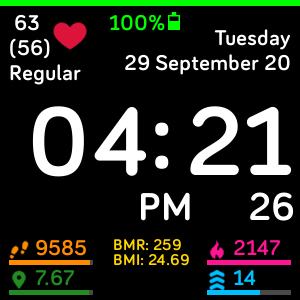 63
(56)
Regular
100%
Tuesday
29 September 20
04:21
PM 26
9585
BMR: 259
BMI: 24.69
2147
7.67
14